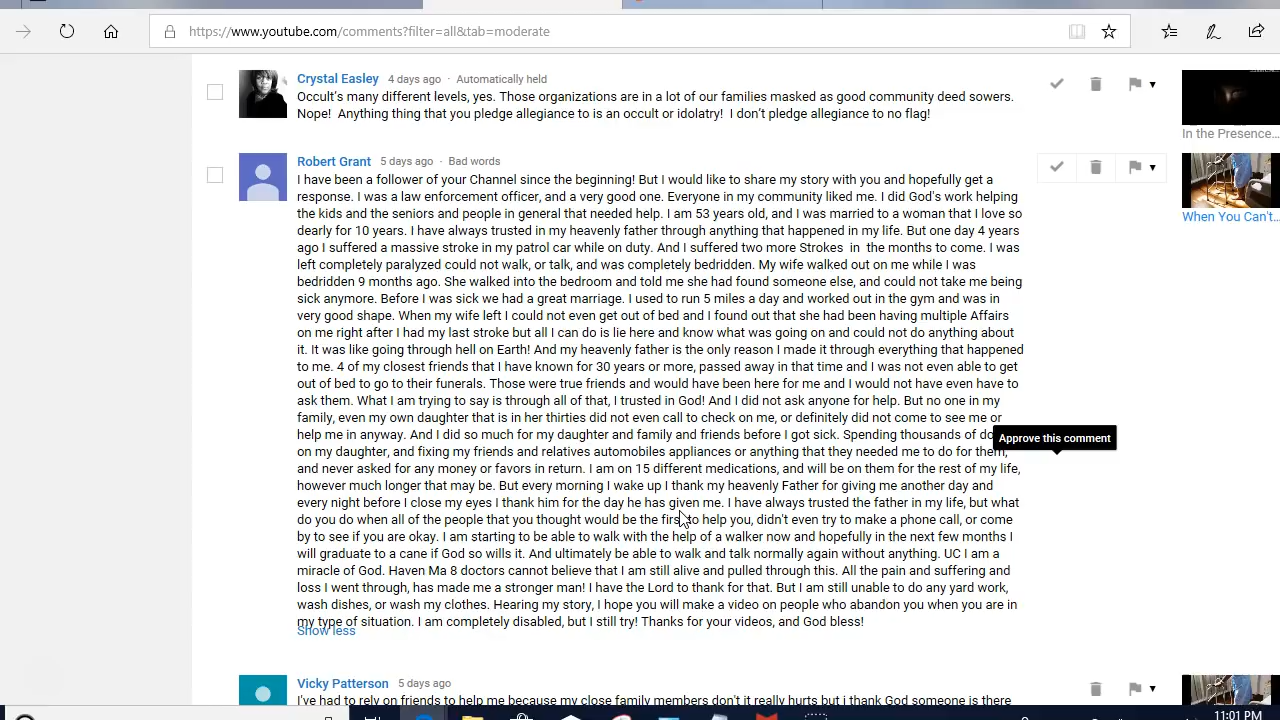 https://www.youtube.com/comments?filter=all&tab=moderate
Crystal Easley 4 days ago · Automatically held
Occult's many different levels, yes. Those organizations are in a lot of our families masked as good community deed sowers.
Nope! Anything thing that you pledge allegiance to is an occult or idolatry! I don't pledge allegiance to no flag!
In the Presence...
Robert Grant 5 days ago · Bad words
I have been a follower of your Channel since the beginning! But I would like to share my story with you and hopefully get a
response. I was a law enforcement officer, and a very good one. Everyone in my community liked me. I did God's work helping
the kids and the seniors and people in general that needed help. I am 53 years old, and I was married to a woman that I love so
dearly for 10 years. I have always trusted in my heavenly father through anything that happened in my life. But one day 4 years
ago I suffered a massive stroke in my patrol car while on duty. And I suffered two more Strokes in the months to come. I was
left completely paralyzed could not walk, or talk, and was completely bedridden. My wife walked out on me while I was
bedridden 9 months ago. She walked into the bedroom and told me she had found someone else, and could not take me being
sick anymore. Before I was sick we had a great marriage. I used to run 5 miles a day and worked out in the gym and was in
very good shape. When my wife left I could not even get out of bed and I found out that she had been having multiple Affairs
on me right after I had my last stroke but all I can do is lie here and know what was going on and could not do anything about
it. It was like going through hell on Earth! And my heavenly father is the only reason I made it through everything that happened
to me. 4 of my closest friends that I have known for 30 years or more, passed away in that time and I was not even able to get
out of bed to go to their funerals. Those were true friends and would have been here for me and I would not have even have to
ask them. What I am trying to say is through all of that, I trusted in God! And I did not ask anyone for help. But no one in my
family, even my own daughter that is in her thirties did not even call to check on me, or definitely did not come to see me or
help me in anyway. And I did so much for my daughter and family and friends before I got sick. Spending thousands of
on my daughter, and fixing my friends and relatives automobiles appliances or anything that they needed me to do for them,
and never asked for any money or favors in return. I am on 15 different medications, and will be on them for the rest of my life,
however much longer that may be. But every morning I wake up I thank my heavenly Father for giving me another day and
every night before I close my eyes I thank him for the day he has given me. I have always trusted the father in my life, but what
do you do when all of the people that you thought would be the first to help you, didn't even try to make a phone call, or come
by to see if you are okay. I am starting to be able to walk with the help of a walker now and hopefully in the next few months I
will graduate to a cane if God so wills it. And ultimately be able to walk and talk normally again without anything. UC I am a
miracle of God. Haven Ma 8 doctors cannot believe that I am still alive and pulled through this. All the pain and suffering and
loss I went through, has made me a stronger man! I have the Lord to thank for that. But I am still unable to do any yard work,
wash dishes, or wash my clothes. Hearing my story, I hope you will make a video on people who abandon you when you are in
my type of situation. I am completely disabled, but I still try! Thanks for your videos, and God bless!
Show less
When You Can't...
Approve this comment
Vicky Patterson 5 days ago
I've had to rely on friends to help me because my close family members don't it really hurts but i thank God someone is there
11:01 PM